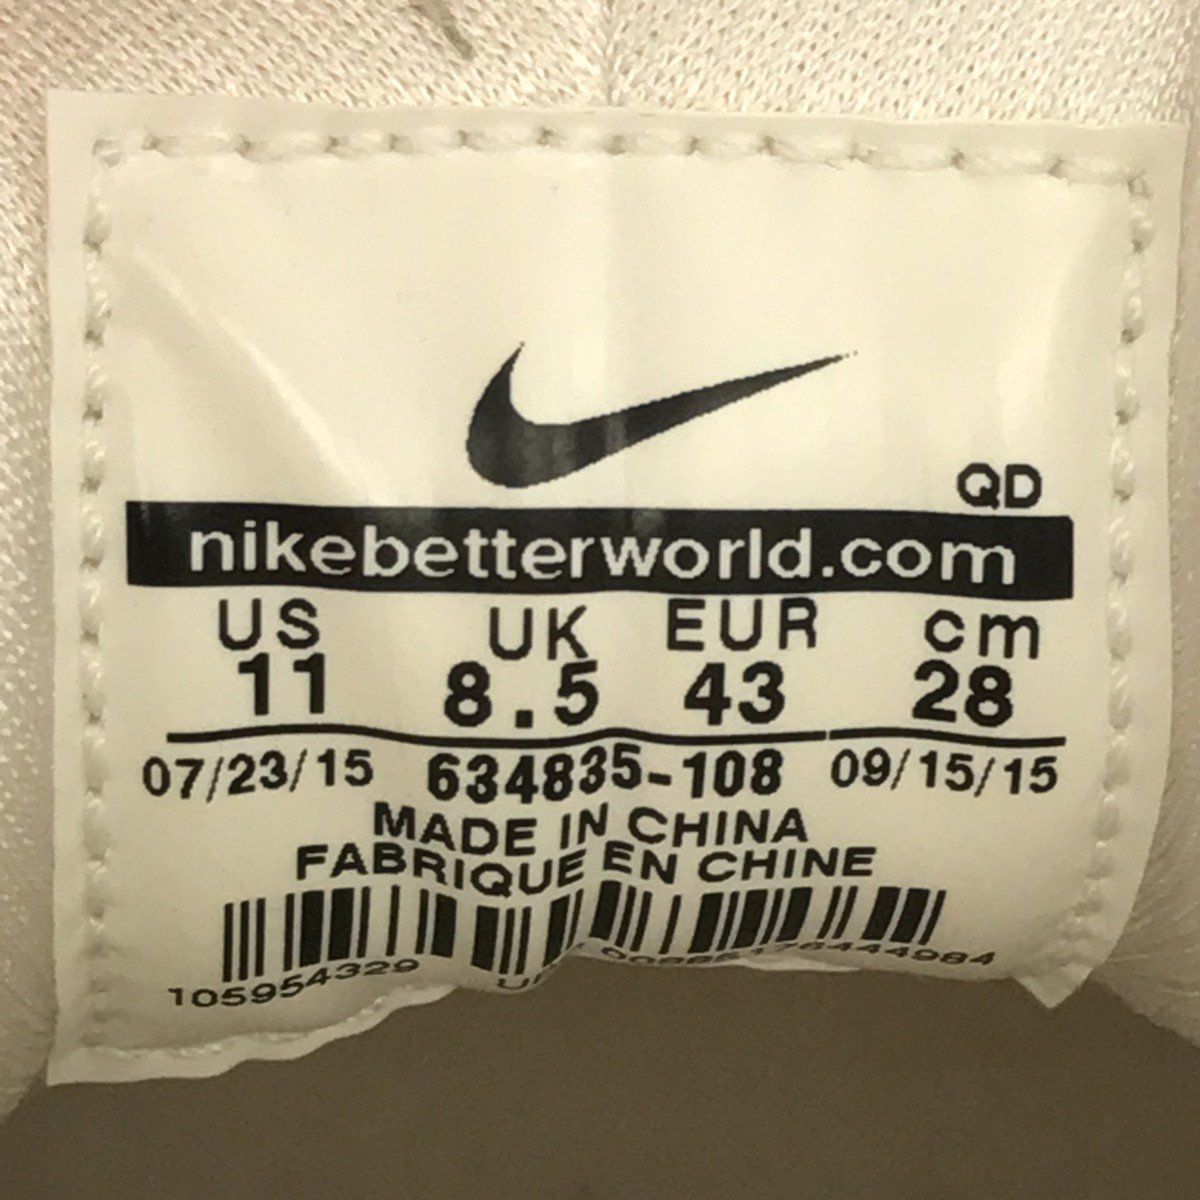 QD
nikebetterworld.com
US UK EUR cm
11 8.5 43 28
07/23/15 634835-108 09/15/15
MADE IN CHINA
FABRIQUE EN CHINE
105954329